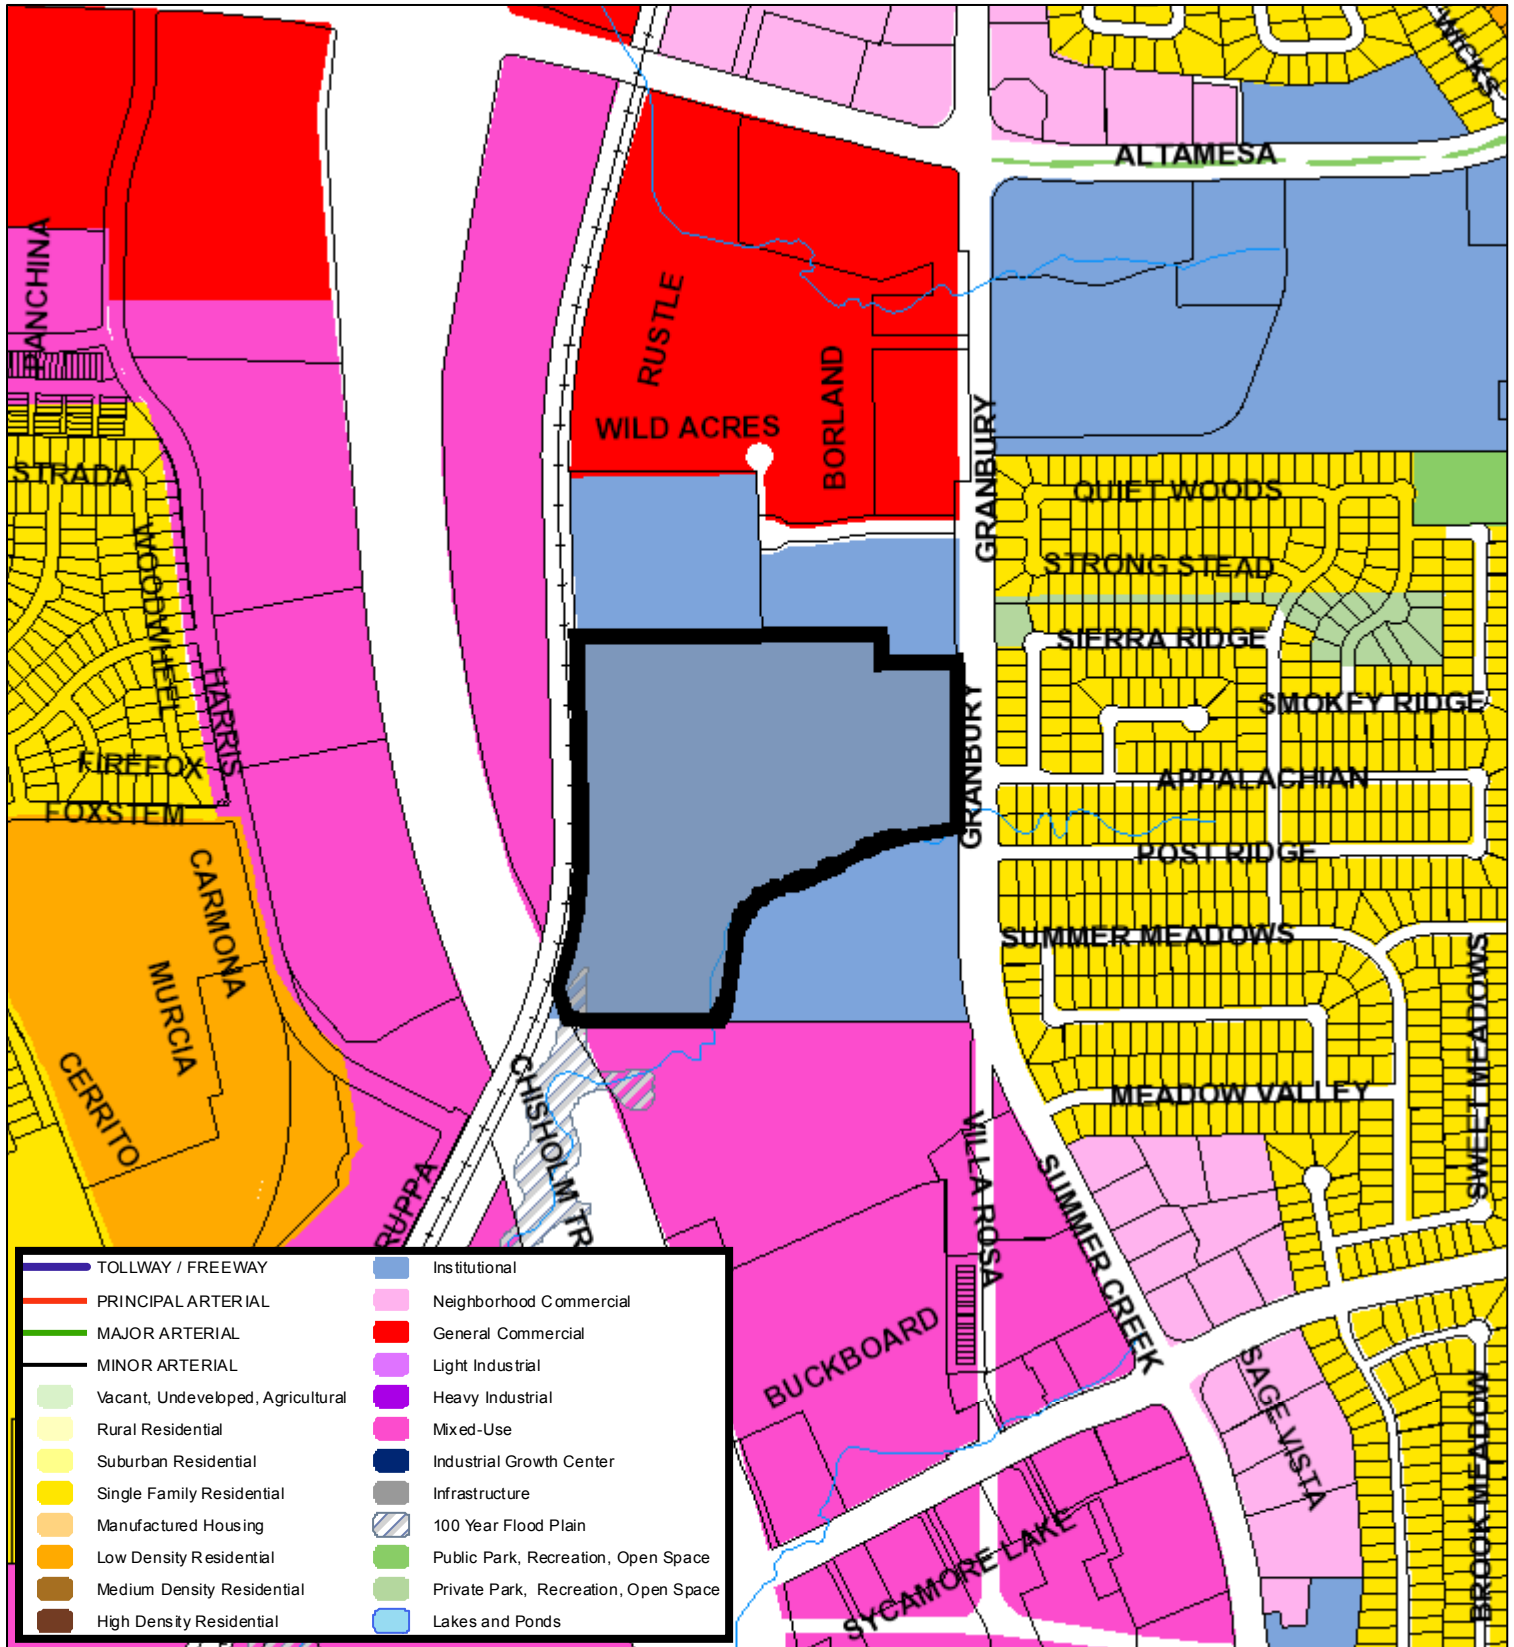 WICKS
ALTAMESA
PANCHINA
RUSTLE
WILD ACRES
BORLAND
GRANBURY
STRADA
QUIET WOODS
STRONG STEAD
WOODWHEEL
SIERRA RIDGE
HARRIS
GRANBURY
SMOKEY RIDGE
FIREFOX
APPALACHIAN
FOXSTEM
POST RIDGE
CARMONA
SUMMER MEADOWS
MURCIA
SWEET MEADOWS
CERRITO
CHISHOLM TR
MEADOW VALLEY
VILLA ROSA
RUPPA
SUMMER CREEK
BUCKBOARD
SAGE VISTA
BROOK MEADOW
SYCAMORE LAKE
TOLLWAY / FREEWAY
PRINCIPAL ARTERIAL
MAJOR ARTERIAL
MINOR ARTERIAL
Vacant, Undeveloped, Agricultural
Rural Residential
Suburban Residential
Single Family Residential
Manufactured Housing
Low Density Residential
Medium Density Residential
High Density Residential
Institutional
Neighborhood Commercial
General Commercial
Light Industrial
Heavy Industrial
Mixed-Use
Industrial Growth Center
Infrastructure
100 Year Flood Plain
Public Park, Recreation, Open Space
Private Park, Recreation, Open Space
Lakes and Ponds